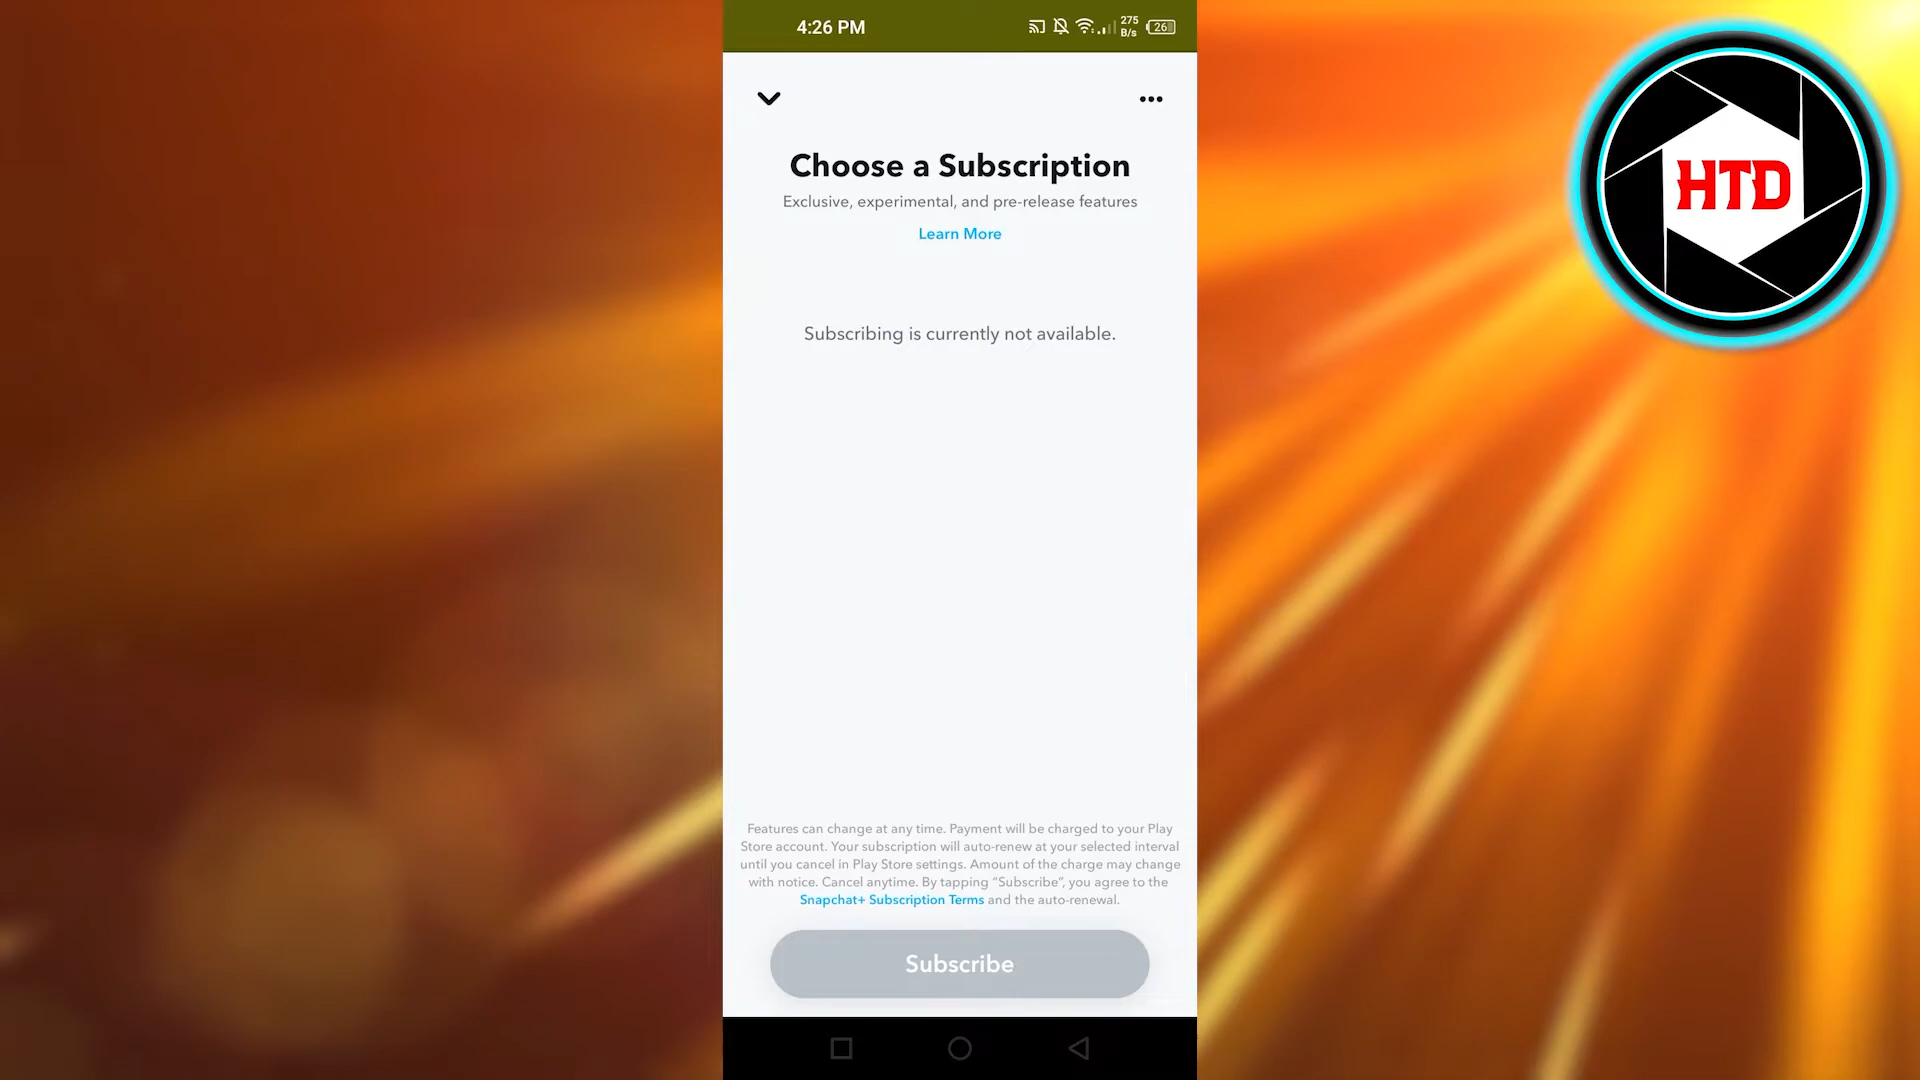 4:26 PM
275
B/s
26
HTD
Choose a Subscription
Exclusive, experimental, and pre-release features
Learn More
Subscribing is currently not available.
Features can change at any time. Payment will be charged to your Play
Store account. Your subscription will auto-renew at your selected interval
until you cancel in Play Store settings. Amount of the charge may change
with notice. Cancel anytime. By tapping “Subscribe”, you agree to the
Snapchat+ Subscription Terms and the auto-renewal.
Subscribe